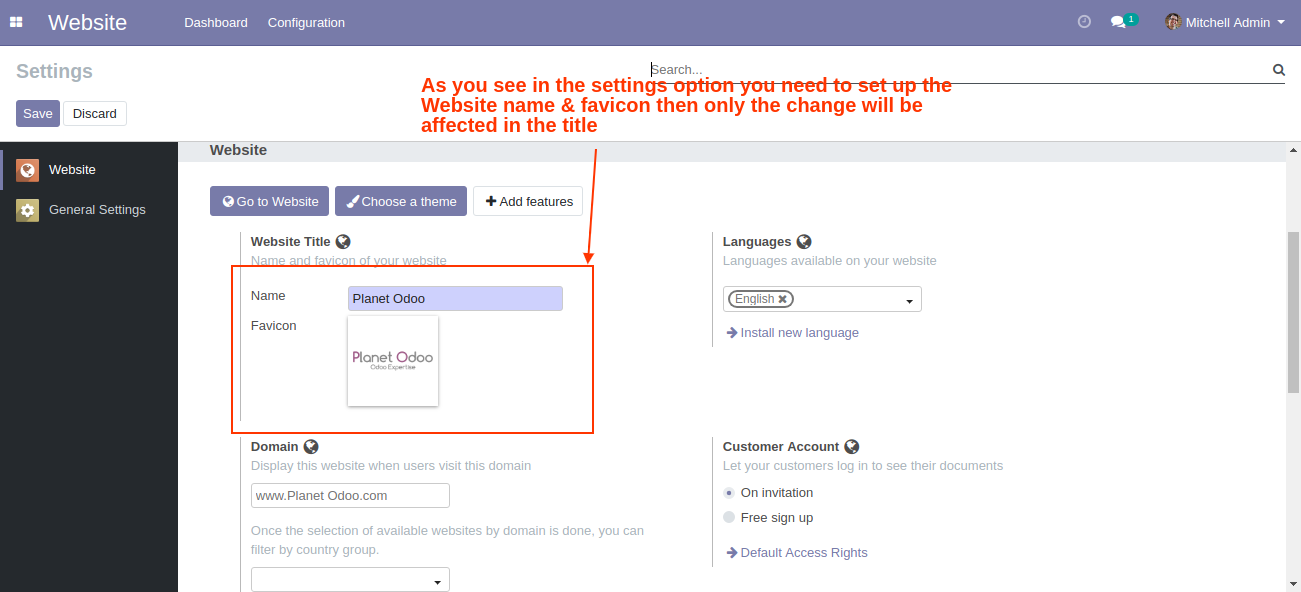 Website
Dashboard
Configuration
1
Mitchell Admin
Settings
Search...
As you see in the settings option you need to set up the
Website name & favicon then only the change will be
affected in the title
Save
Discard
Website
General Settings
Website
Go to Website
Choose a theme
Add features
Website Title
Name and favicon of your website
Name
Planet Odoo
Favicon
Planet Odoo
Odoo Expertise
Languages
Languages available on your website
English
Install new language
Domain
Display this website when users visit this domain
www.Planet Odoo.com
Once the selection of available websites by domain is done, you can
filter by country group.
Customer Account
Let your customers log in to see their documents
On invitation
Free sign up
Default Access Rights